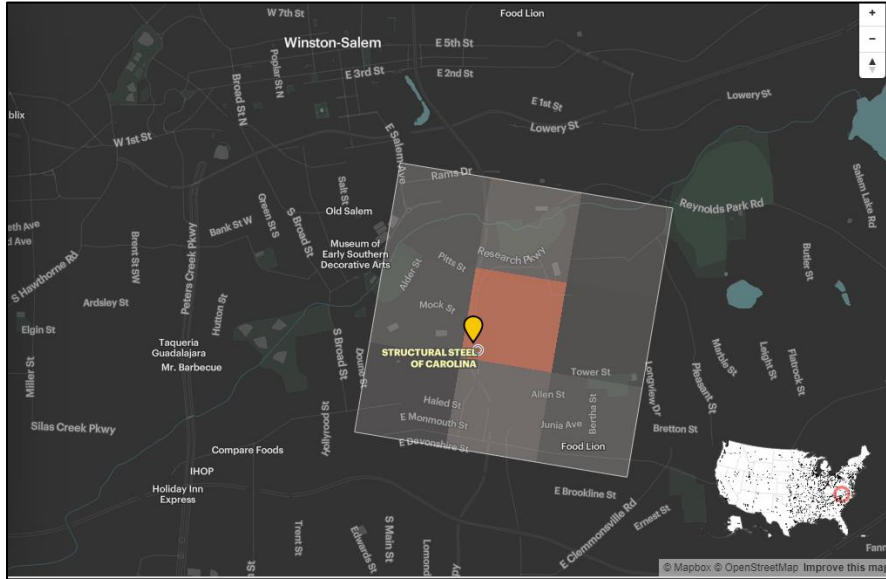 W 7th St
Food Lion
Winston-Salem
E 5th St
Poplar St N
Broad St N
E 3rd St
E 2nd St
Lowery St
E 1st St
Lowery St
blix
W 1st St
E Salem Ave
Rams Dr
Salt St
Salem Lake Rd
Green St S
S Broad St
Old Salem
Reynolds Park Rd
eth Ave
d Ave
Brent St SW
Bank St W
Museum of
Early Southern
Decorative Arts
Pitts St
Research Pkwy
Butler St
S Hawthorne Rd
Peters Creek Pkwy
Alder St
Ardsley St
Hutton St
Mock St
Elgin St
Taqueria
Guadalajara
Mr. Barbecue
S Broad St
Doune St
STRUCTURAL STEEL
OF CAROLINA
Marble St
Leight St
Flatrock St
Miller St
Tower St
Longview Dr
Pleasant St
Allen St
Bertha St
Haled St
Hollyrood St
E Monmouth St
Junia Ave
Silas Creek Pkwy
Bretton St
Compare Foods
E Devonshire St
Food Lion
IHOP
Holiday Inn
Express
E Brookline St
E Clemmonsville Rd
Ernest St
Trent St
Edwards St
S Main St
Lomond
py
n St
Fann
© Mapbox © OpenStreetMap Improve this map